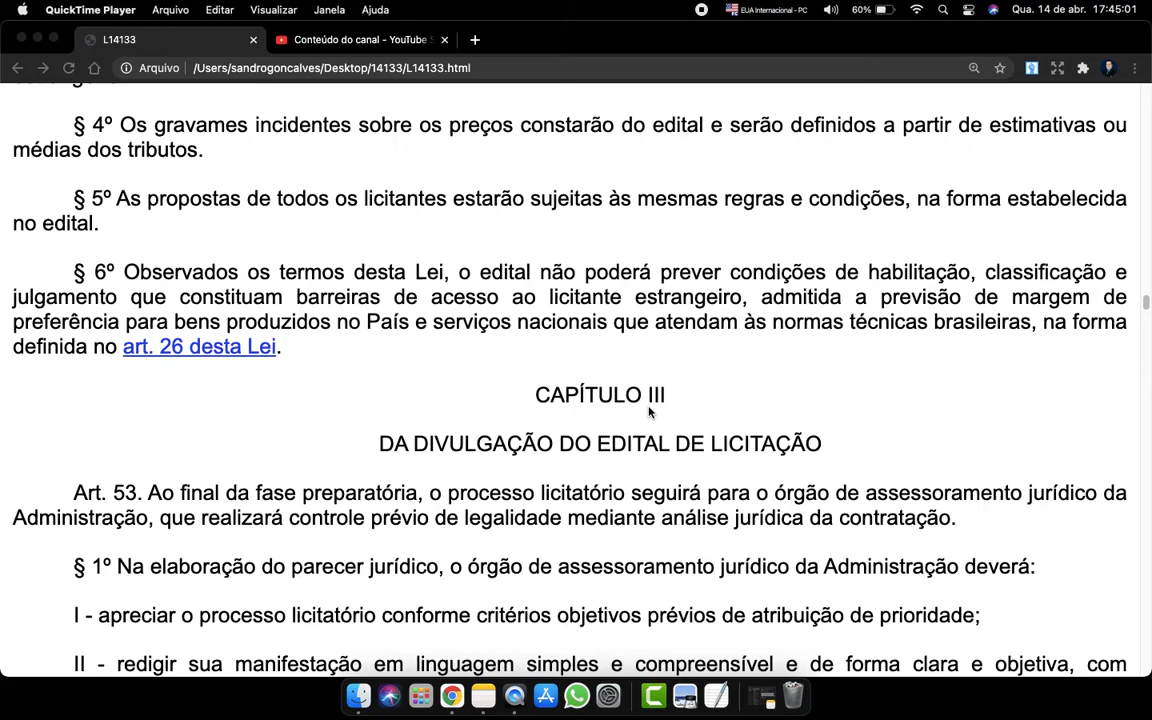 QuickTime Player Arquivo Editar Visualizar Janela Ajuda EUA Internacional - PC 60% Qua. 14 de abr. 17:45:01
L14133 Conteúdo do canal - YouTube
Arquivo /Users/sandrogoncalves/Desktop/14133/L14133.html
§ 4º Os gravames incidentes sobre os preços constarão do edital e serão definidos a partir de estimativas ou
médias dos tributos.
§ 5º As propostas de todos os licitantes estarão sujeitas às mesmas regras e condições, na forma estabelecida
no edital.
§ 6º Observados os termos desta Lei, o edital não poderá prever condições de habilitação, classificação e
julgamento que constituam barreiras de acesso ao licitante estrangeiro, admitida a previsão de margem de
preferência para bens produzidos no País e serviços nacionais que atendam às normas técnicas brasileiras, na forma
definida no art. 26 desta Lei.
CAPÍTULO III
DA DIVULGAÇÃO DO EDITAL DE LICITAÇÃO
Art. 53. Ao final da fase preparatória, o processo licitatório seguirá para o órgão de assessoramento jurídico da
Administração, que realizará controle prévio de legalidade mediante análise jurídica da contratação.
§ 1º Na elaboração do parecer jurídico, o órgão de assessoramento jurídico da Administração deverá:
I - apreciar o processo licitatório conforme critérios objetivos prévios de atribuição de prioridade;
II - redigir sua manifestação em linguagem simples e compreensível e de forma clara e objetiva, com